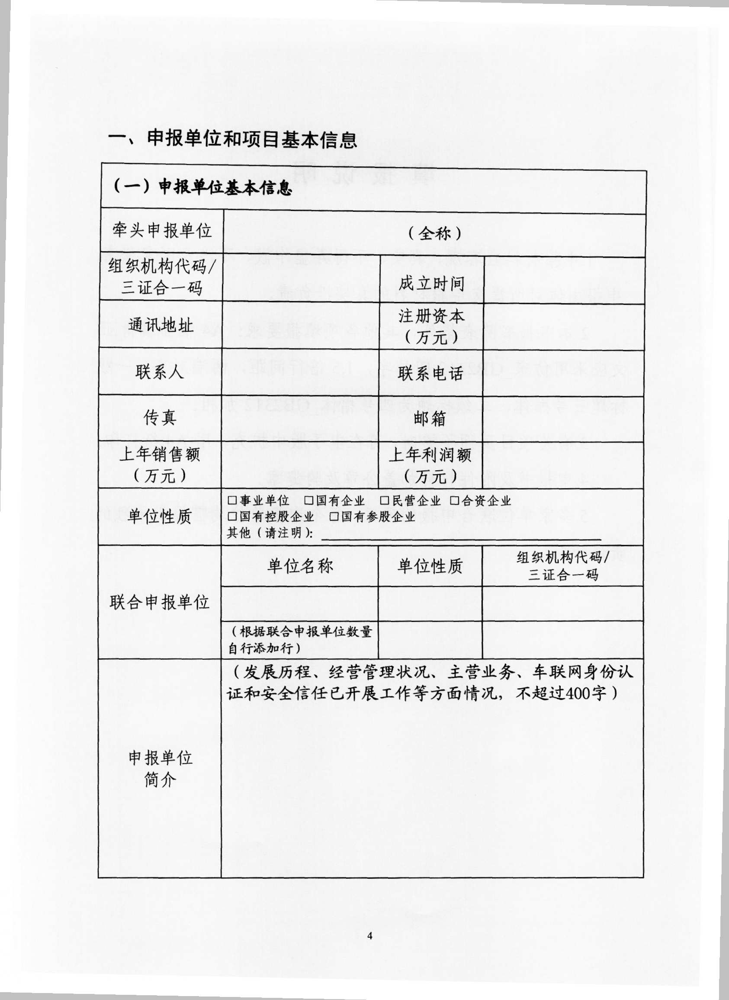 一、申报单位和项目基本信息
（一）申报单位基本信息
牵头申报单位
（全称）
组织机构代码/
三证合一码
成立时间
通讯地址
注册资本
（万元）
联系人
联系电话
传真
邮箱
上年销售额
（万元）
上年利润额
（万元）
单位性质
□事业单位 □国有企业 □民营企业 □合资企业
□国有控股企业 □国有参股企业
其他（请注明）：
联合申报单位
单位名称
单位性质
组织机构代码/
三证合一码
（根据联合申报单位数量
自行添加行）
申报单位
简介
（发展历程、经营管理状况、主营业务、车联网身份认
证和安全信任已开展工作等方面情况，不超过400字）
4